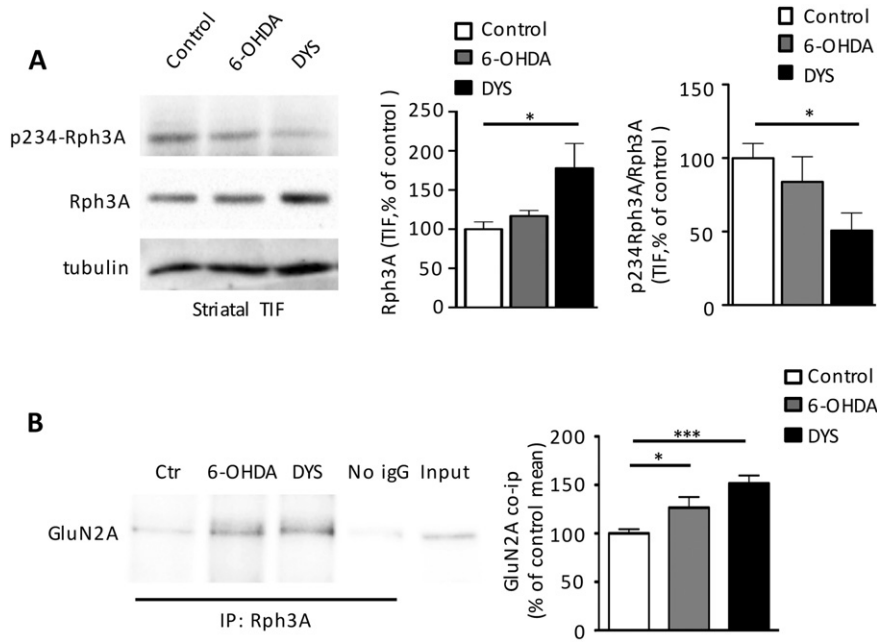 A
Control
6-OHDA
DYS
p234-Rph3A
Rph3A
tubulin
Striatal TIF
Control
6-OHDA
DYS
Rph3A (TIF,% of control )
250
200
150
100
50
0
*
Control
6-OHDA
DYS
p234Rph3A/Rph3A
(TIF,% of control )
150
100
50
0
*
B
Ctr
6-OHDA
DYS
No igG
Input
GluN2A
IP: Rph3A
Control
6-OHDA
DYS
GluN2A co-ip
(% of control mean)
200
150
100
50
0
***
*